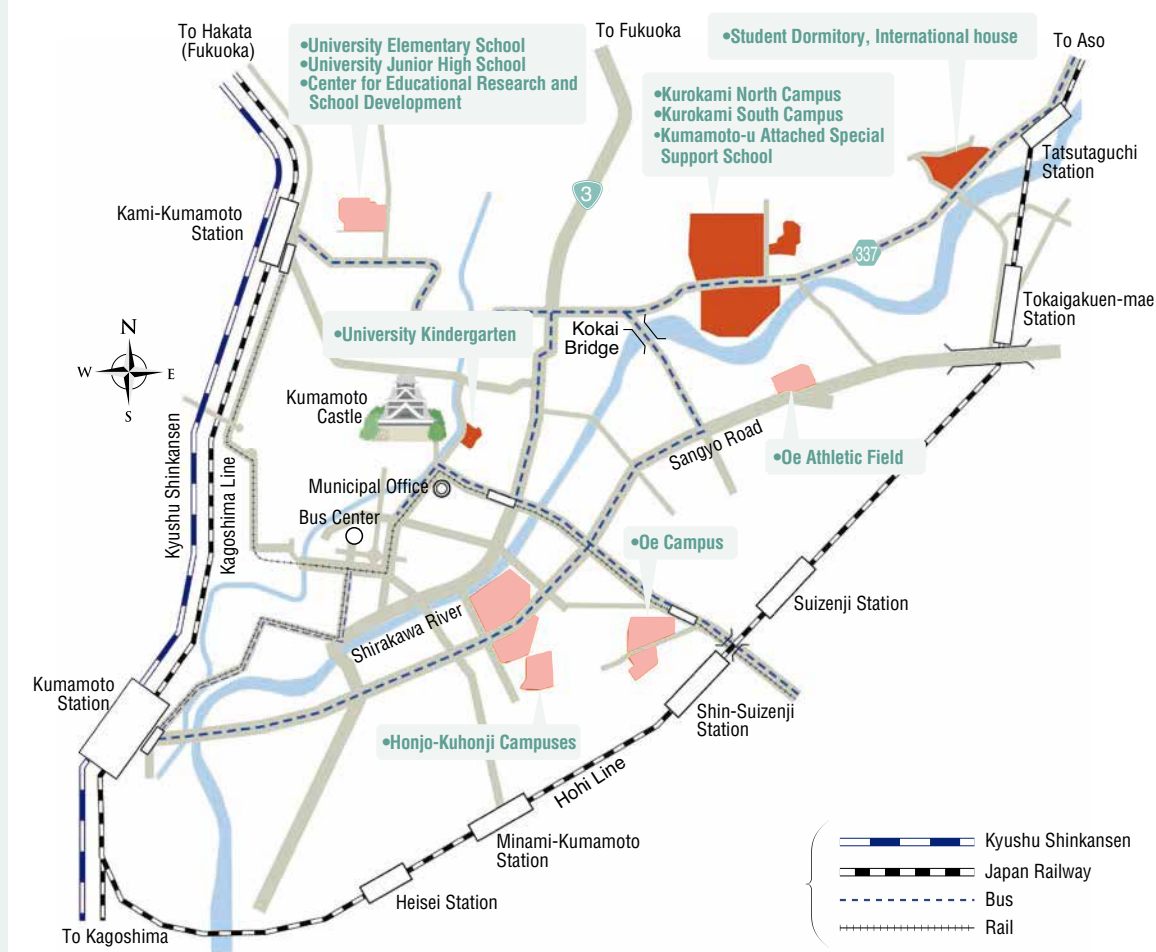 To Hakata
(Fukuoka)
•University Elementary School
•University Junior High School
•Center for Educational Research and
School Development
To Fukuoka
•Student Dormitory, International house
To Aso
•Kurokami North Campus
•Kurokami South Campus
•Kumamoto-u Attached Special
Support School
Tatsutaguchi
Station
3
Kami-Kumamoto
Station
337
Tokaigakuen-mae
Station
•University Kindergarten
Kokai
Bridge
N
W
E
S
Kumamoto
Castle
Kyushu Shinkansen
Kagoshima Line
Sangyo Road
•Oe Athletic Field
Municipal Office
Bus Center
•Oe Campus
Suizenji Station
Shirakawa River
Kumamoto
Station
Shin-Suizenji
Station
•Honjo-Kuhonji Campuses
Hohi Line
Minami-Kumamoto
Station
Heisei Station
To Kagoshima
Kyushu Shinkansen
Japan Railway
Bus
Rail